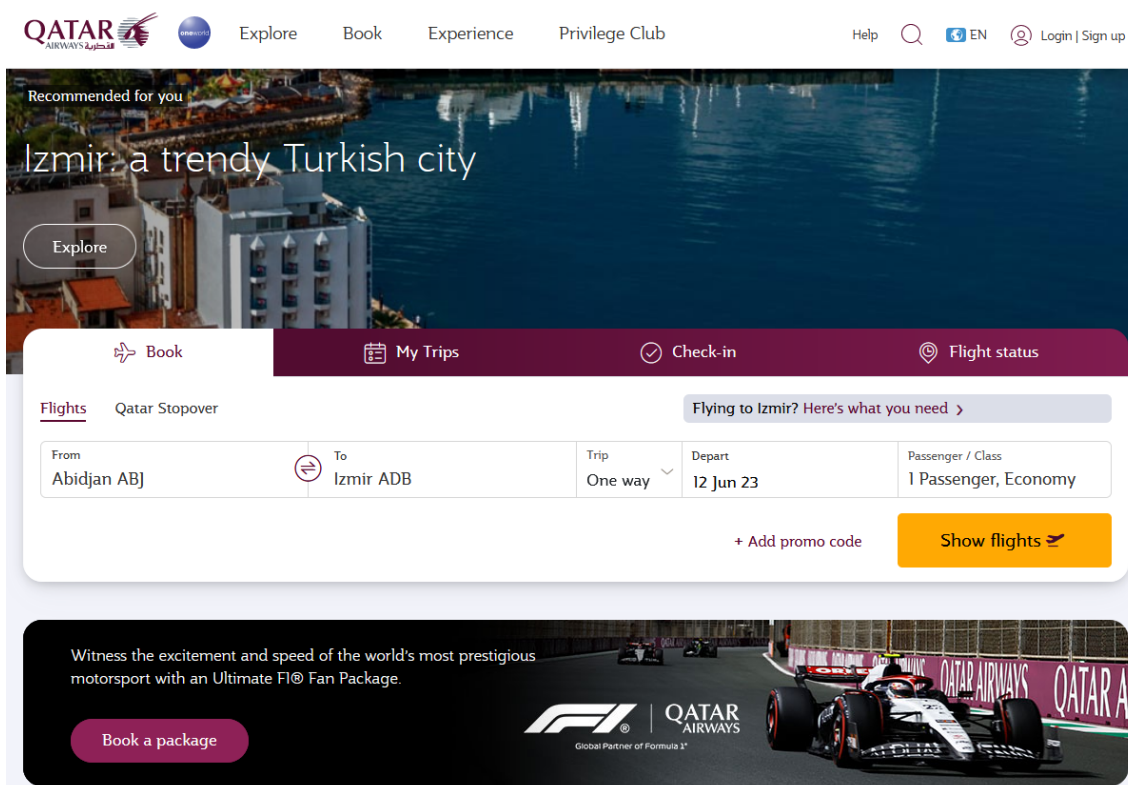 QATAR
AIRWAYS القطرية
oneworld
Explore
Book
Experience
Privilege Club
Help
EN
Login | Sign up
Recommended for you
Izmir: a trendy Turkish city
Explore
Book
My Trips
Check-in
Flight status
Flights
Qatar Stopover
Flying to Izmir? Here's what you need
From
Abidjan ABJ
To
Izmir ADB
Trip
One way
Depart
12 Jun 23
Passenger / Class
1 Passenger, Economy
+ Add promo code
Show flights
Witness the excitement and speed of the world's most prestigious
motorsport with an Ultimate F1® Fan Package.
Book a package
F1®
QATAR
AIRWAYS
Global Partner of Formula 1®
QATAR AIRWAYS
QATAR A